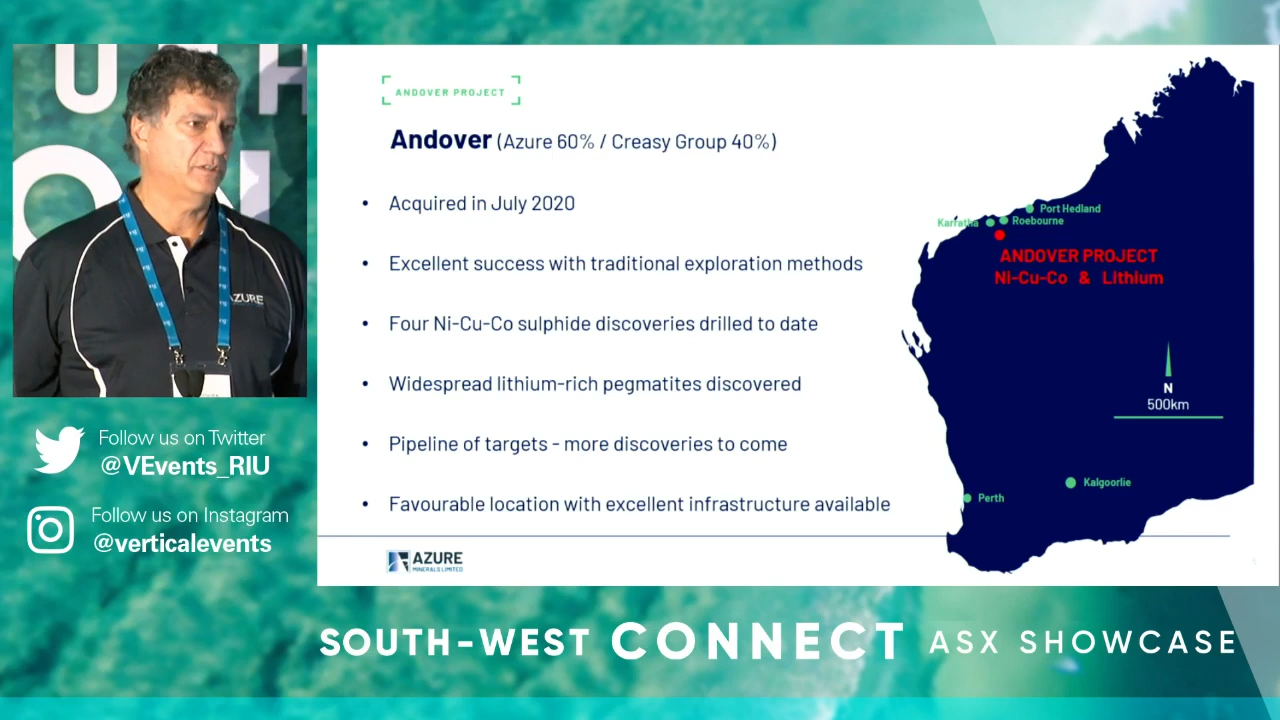 ANDOVER PROJECT
Andover (Azure 60% / Creasy Group 40%)
• Acquired in July 2020
• Excellent success with traditional exploration methods
• Four Ni-Cu-Co sulphide discoveries drilled to date
• Widespread lithium-rich pegmatites discovered
• Pipeline of targets - more discoveries to come
• Favourable location with excellent infrastructure available
Port Hedland
Karratha
Roebourne
ANDOVER PROJECT
Ni-Cu-Co & Lithium
N
500km
Kalgoorlie
Perth
AZURE
MINERALS LIMITED
AZURE
Follow us on Twitter
@VEvents_RIU
Follow us on Instagram
@verticalevents
SOUTH-WEST CONNECT ASX SHOWCASE